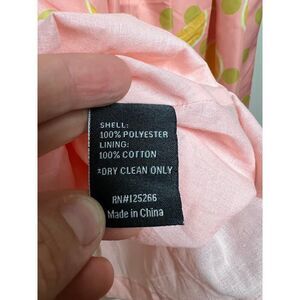 SHELL:
100% POLYESTER
LINING:
100% COTTON
*DRY CLEAN ONLY
RN#125266
Made in China